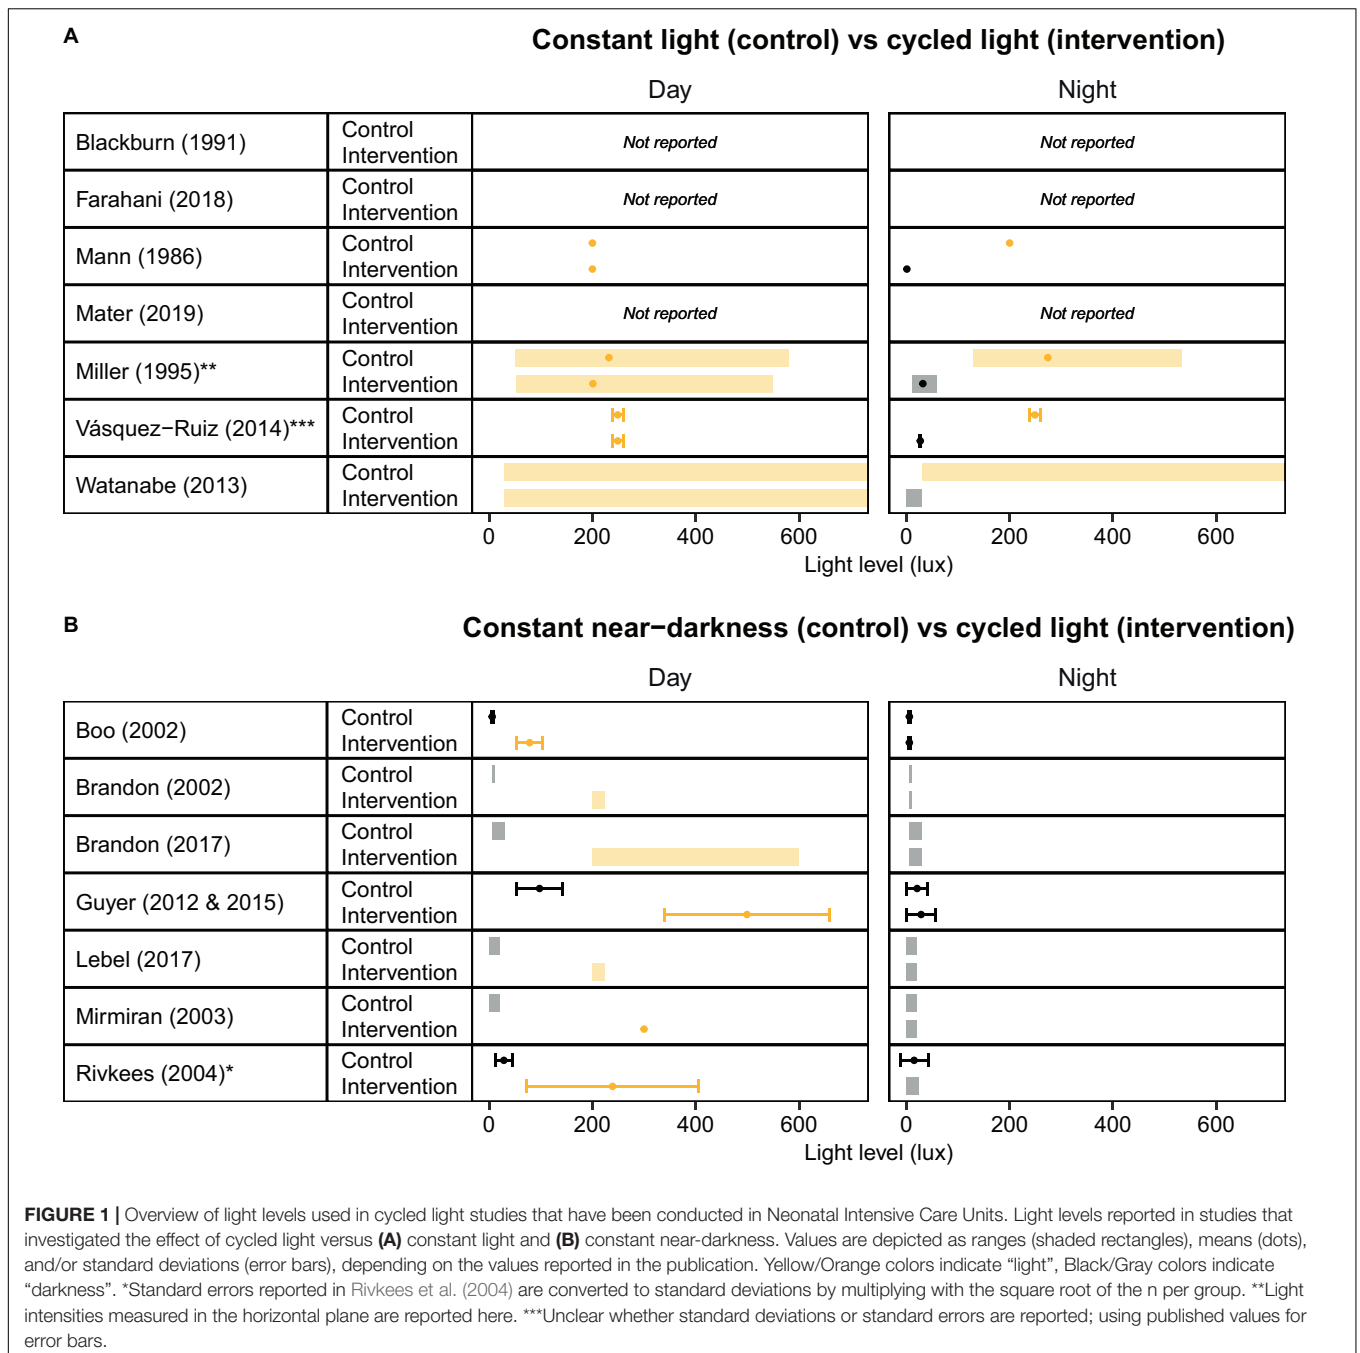 A
Constant light (control) vs cycled light (intervention)
Day
Night
Blackburn (1991)
Control
Intervention
Not reported
Not reported
Farahani (2018)
Control
Intervention
Not reported
Not reported
Mann (1986)
Control
Intervention
Mater (2019)
Control
Intervention
Not reported
Not reported
Miller (1995)**
Control
Intervention
Vásquez−Ruiz (2014)***
Control
Intervention
Watanabe (2013)
Control
Intervention
0 200 400 600
0 200 400 600
Light level (lux)
B
Constant near−darkness (control) vs cycled light (intervention)
Day
Night
Boo (2002)
Control
Intervention
Brandon (2002)
Control
Intervention
Brandon (2017)
Control
Intervention
Guyer (2012 & 2015)
Control
Intervention
Lebel (2017)
Control
Intervention
Mirmiran (2003)
Control
Intervention
Rivkees (2004)*
Control
Intervention
0 200 400 600
0 200 400 600
Light level (lux)
FIGURE 1 | Overview of light levels used in cycled light studies that have been conducted in Neonatal Intensive Care Units. Light levels reported in studies that
investigated the effect of cycled light versus (A) constant light and (B) constant near-darkness. Values are depicted as ranges (shaded rectangles), means (dots),
and/or standard deviations (error bars), depending on the values reported in the publication. Yellow/Orange colors indicate “light”, Black/Gray colors indicate
“darkness”. *Standard errors reported in Rivkees et al. (2004) are converted to standard deviations by multiplying with the square root of the n per group. **Light
intensities measured in the horizontal plane are reported here. ***Unclear whether standard deviations or standard errors are reported; using published values for
error bars.